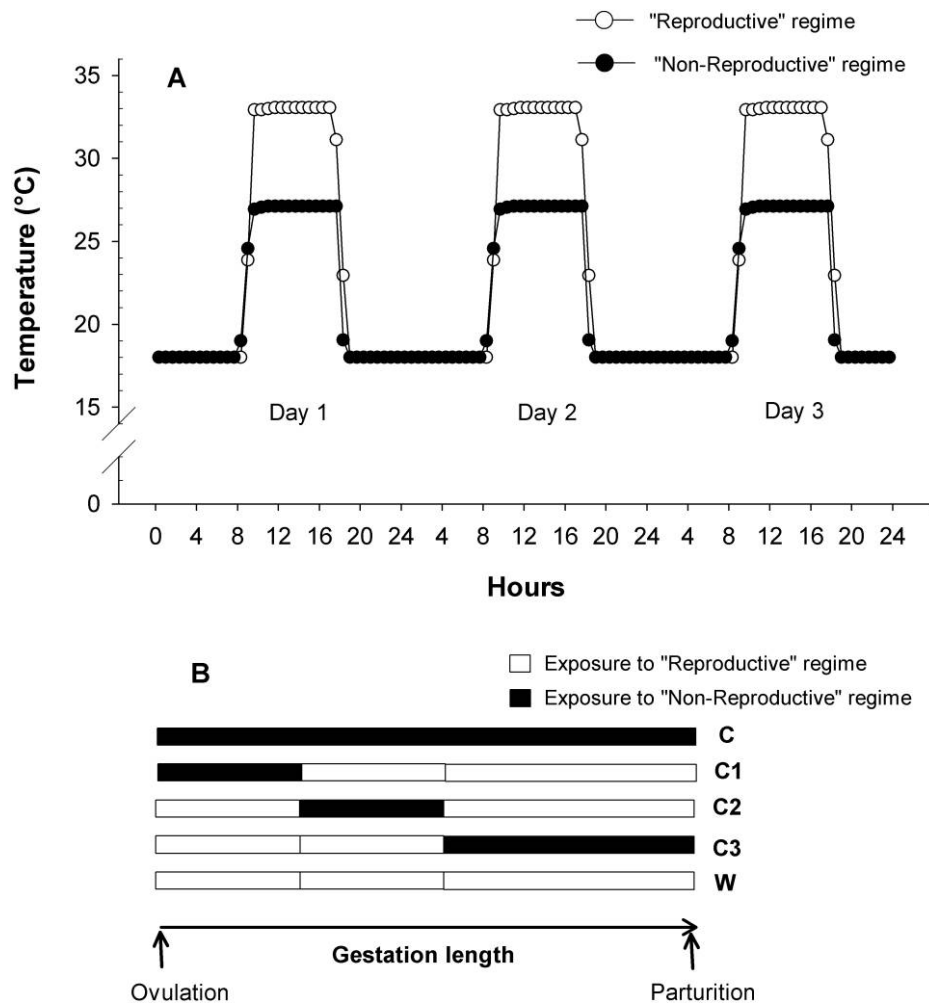 "Reproductive" regime
"Non-Reproductive" regime
A
35
30
25
20
15
0
Temperature (°C)
Day 1 Day 2 Day 3
0 4 8 12 16 20 24 4 8 12 16 20 24 4 8 12 16 20 24
Hours
B
Exposure to "Reproductive" regime
Exposure to "Non-Reproductive" regime
C
C1
C2
C3
W
Gestation length
Ovulation Parturition